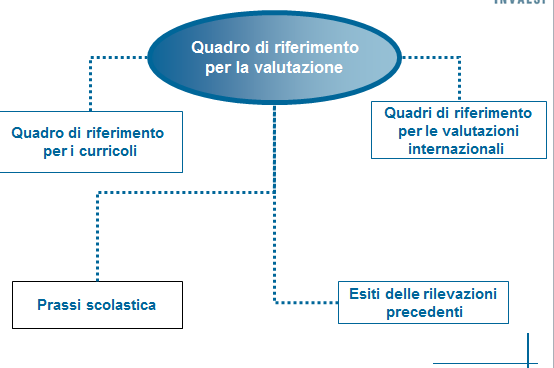 INVALSI
Quadro di riferimento
per la valutazione
Quadro di riferimento
per i curricoli
Quadri di riferimento
per le valutazioni
internazionali
Prassi scolastica
Esiti delle rilevazioni
precedenti